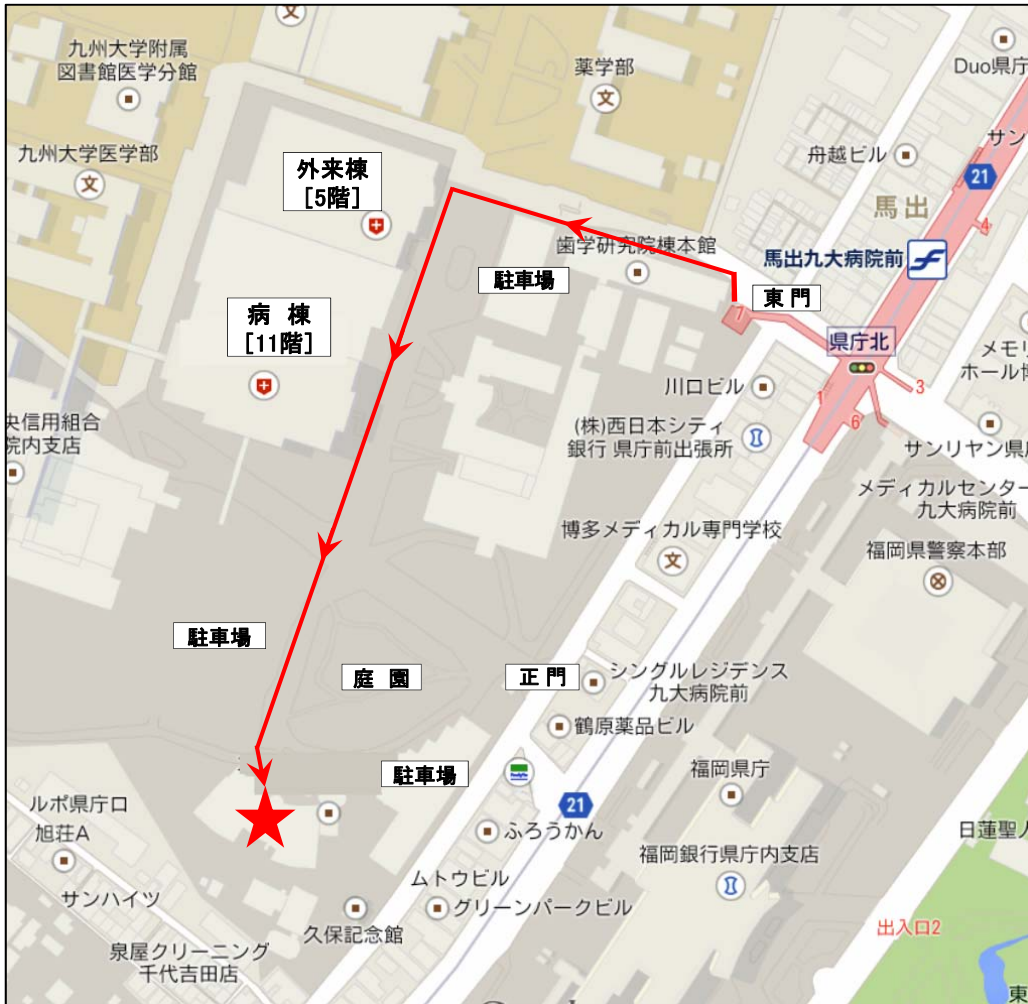 九州大学附属
図書館医学分館
九州大学医学部
外来棟
[5階]
病 棟
[11階]
薬学部
歯学研究院棟本館
駐車場
東 門
7
Duo県庁
サン
21
舟越ビル
馬出
馬出九大病院前
4
県庁北
メモリ
ホール博
3
1
6
川口ビル
(株)西日本シティ
銀行 県庁前出張所
サンリヤン県庁
央信用組合
院内支店
メディカルセンター
九大病院前
博多メディカル専門学校
福岡県警察本部
駐車場
庭 園
正 門
シングルレジデンス
九大病院前
鶴原薬品ビル
駐車場
福岡県庁
21
ルポ県庁口
旭荘A
ふろうかん
福岡銀行県庁内支店
日蓮聖人
サンハイツ
ムトウビル
グリーンパークビル
久保記念館
出入口2
泉屋クリーニング
千代吉田店
東